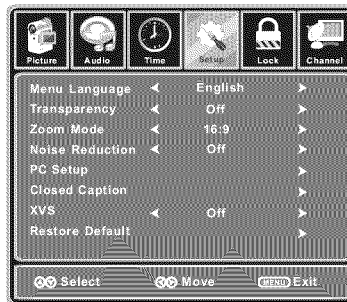 Picture Audio Time Setup Lock Channel
Menu Language English
Transparency Off
Zoom Mode 16:9
Noise Reduction Off
PC Setup
Closed Caption
XVS Off
Restore Default
Select Move MENU Exit